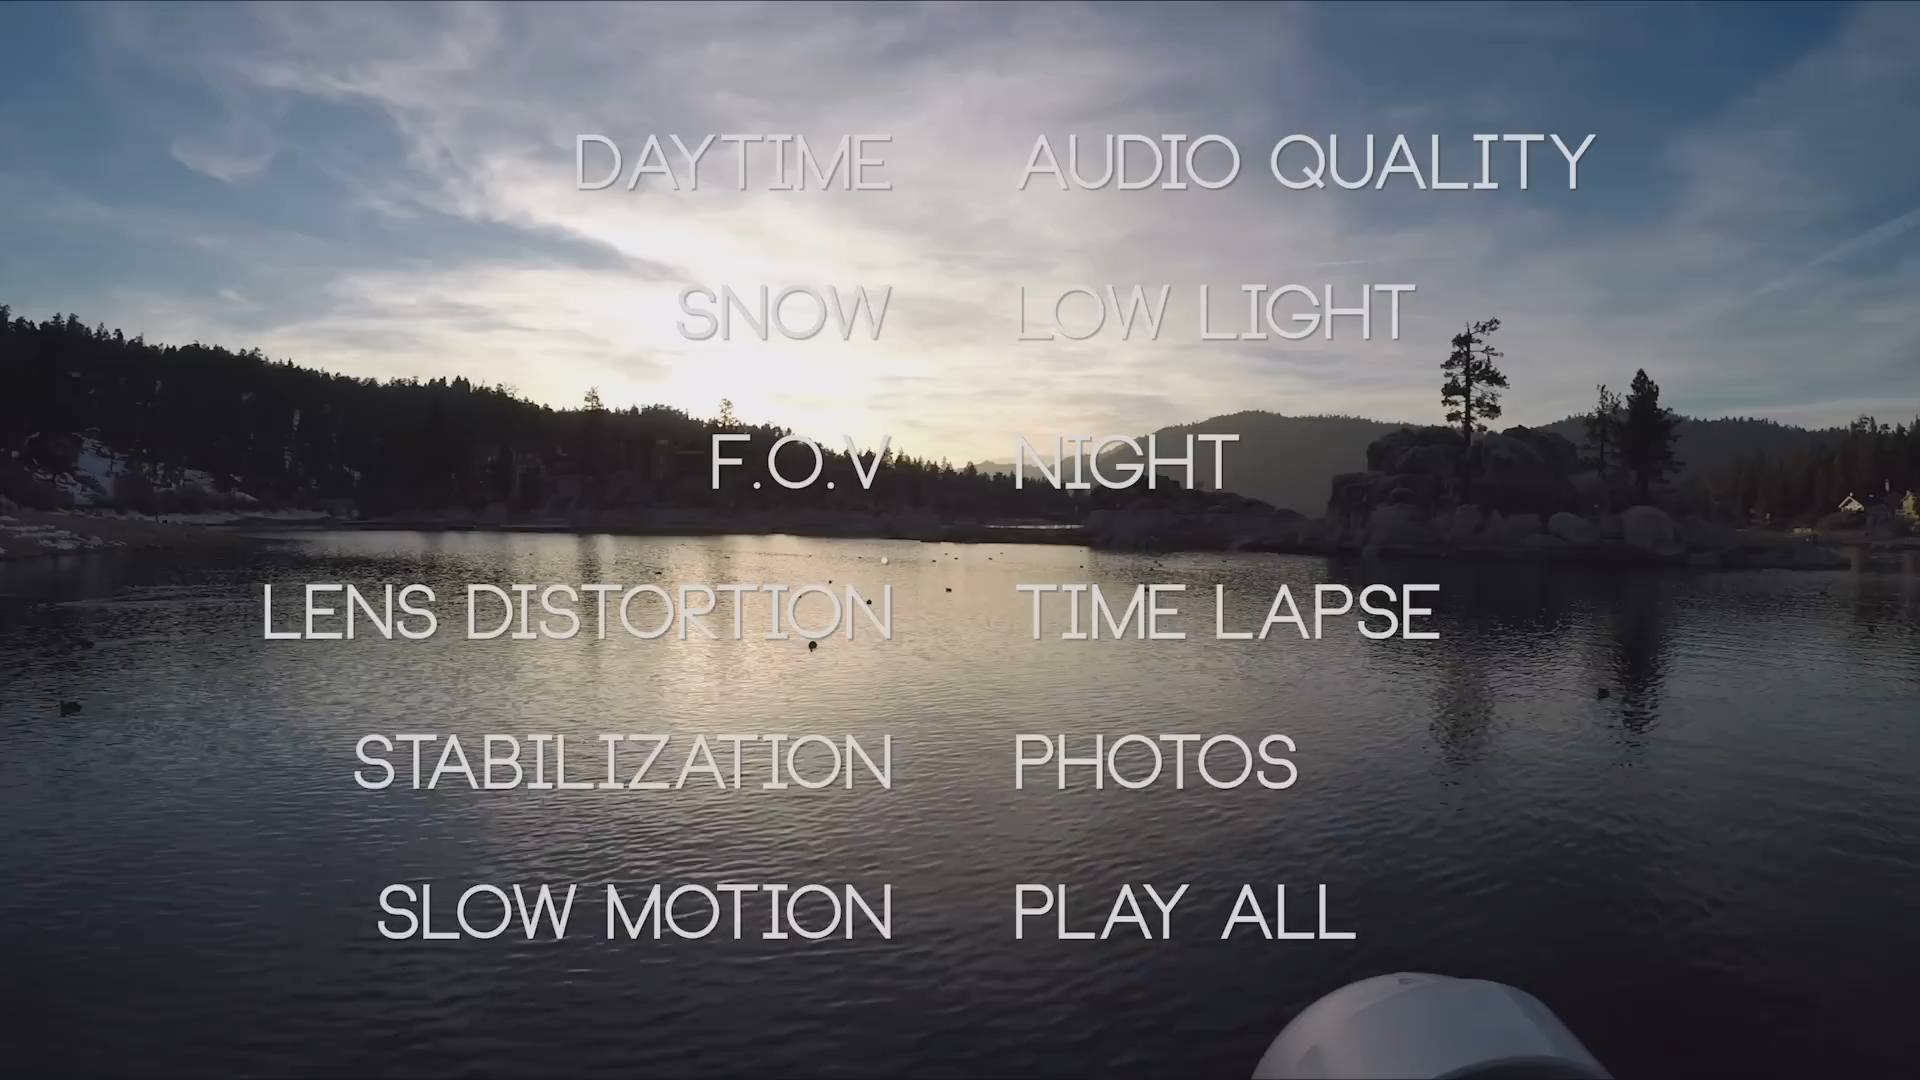 DAYTIME
SNOW
F.O.V
LENS DISTORTION
STABILIZATION
SLOW MOTION
AUDIO QUALITY
LOW LIGHT
NIGHT
TIME LAPSE
PHOTOS
PLAY ALL